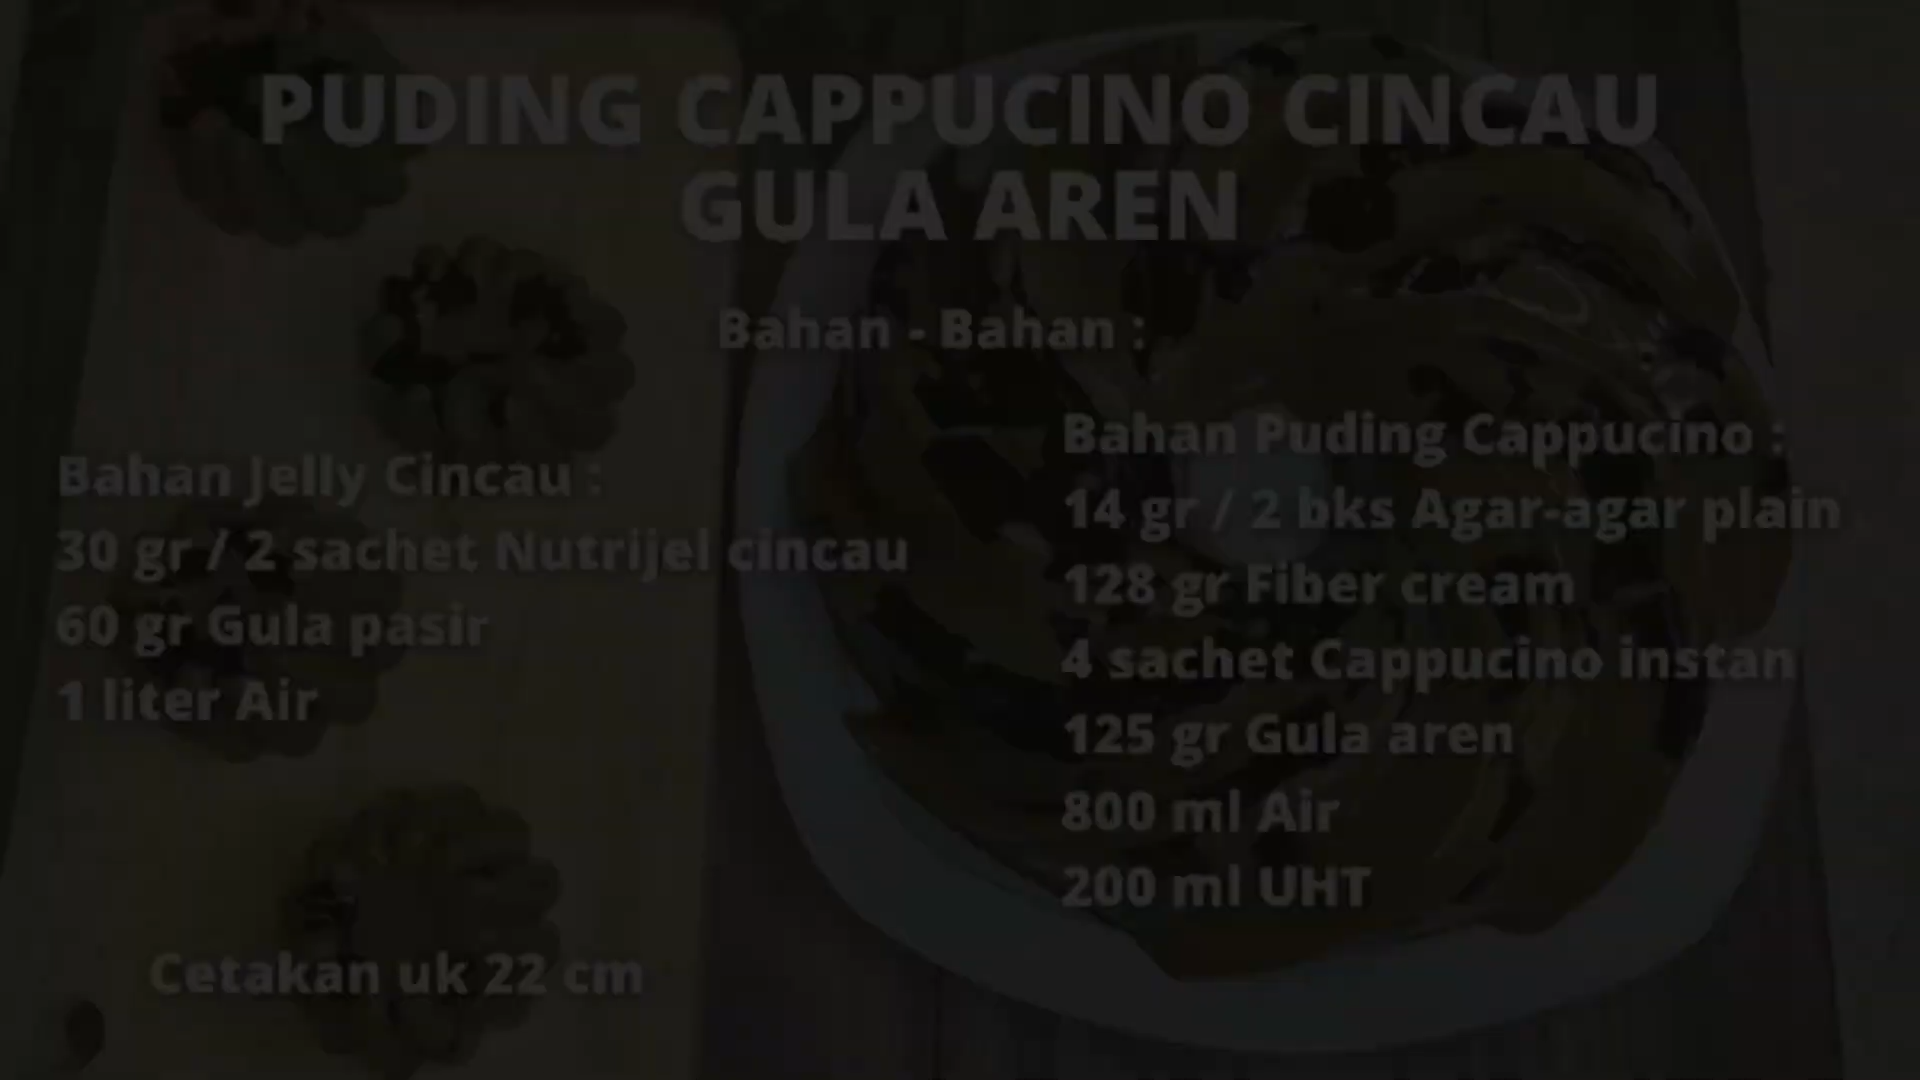 PUDING CAPPUCINO CINCAU
GULA AREN
Bahan - Bahan :
Bahan Jelly Cincau :
30 gr / 2 sachet Nutrijel cincau
60 gr Gula pasir
1 liter Air
Cetakan uk 22 cm
Bahan Puding Cappucino :
14 gr / 2 bks Agar-agar plain
128 gr Fiber cream
4 sachet Cappucino instan
125 gr Gula aren
800 ml Air
200 ml UHT